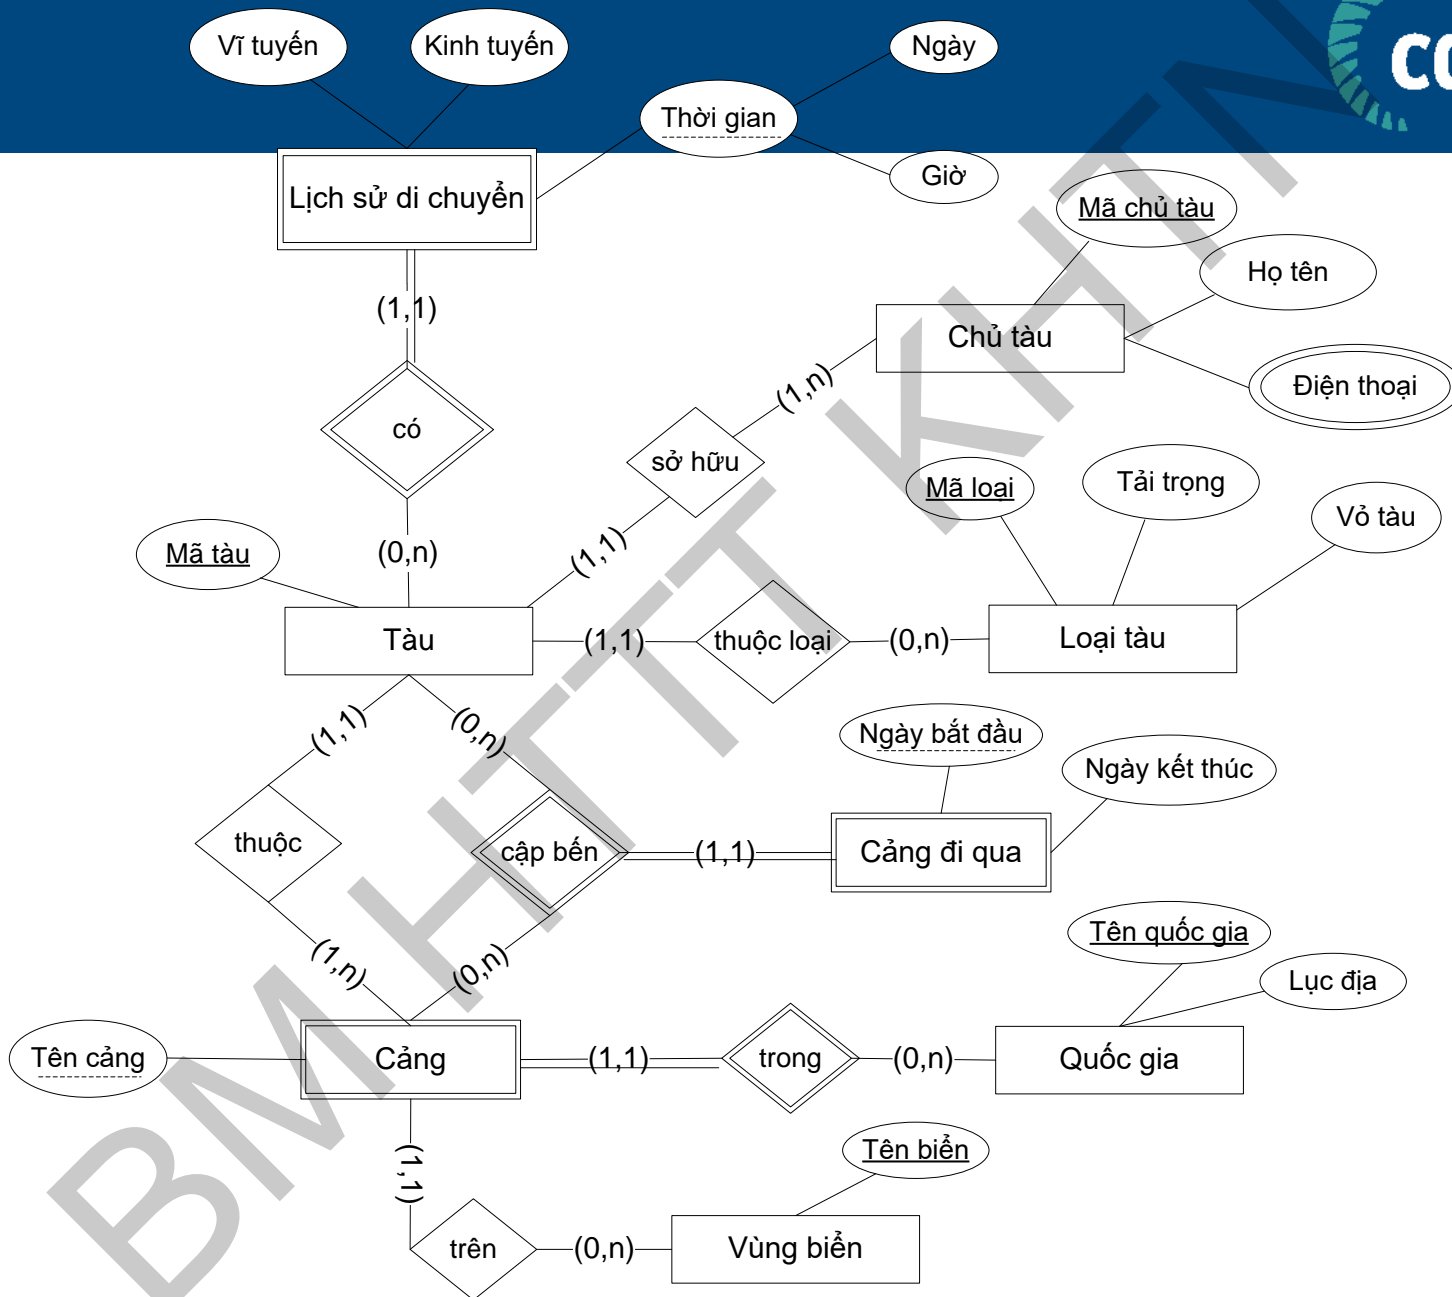 Vĩ tuyến
Kinh tuyến
Ngày
Thời gian
Giờ
Lịch sử di chuyển
Mã chủ tàu
Họ tên
(1,1)
Chủ tàu
(1,n)
Điện thoại
có
sở hữu
Mã loại
Tải trọng
Vỏ tàu
Mã tàu
(0,n)
(1,1)
Tàu
(1,1)
thuộc loại
(0,n)
Loại tàu
(1,1)
(0,n)
Ngày bắt đầu
Ngày kết thúc
thuộc
cập bến
(1,1)
Cảng đi qua
(1,n)
(0,n)
Tên quốc gia
Lục địa
Tên cảng
Cảng
(1,1)
trong
(0,n)
Quốc gia
(1,1)
Tên biển
trên
(0,n)
Vùng biển
BM HTTT KHTN